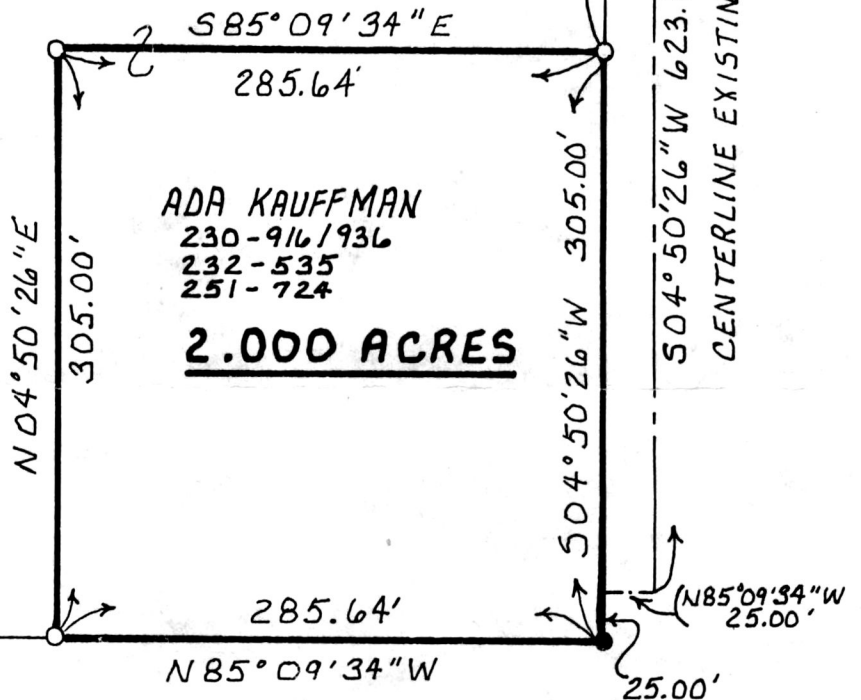 S85°09'34"E
285.64'
ADA KAUFFMAN
230-916/936
232-535
251-724
2.000 ACRES
N04°50'26"E
305.00'
S04°50'26"W 305.00'
S04°50'26"W 623.
CENTERLINE EXISTIN
285.64'
N85°09'34"W
N85°09'34"W
25.00'
25.00'